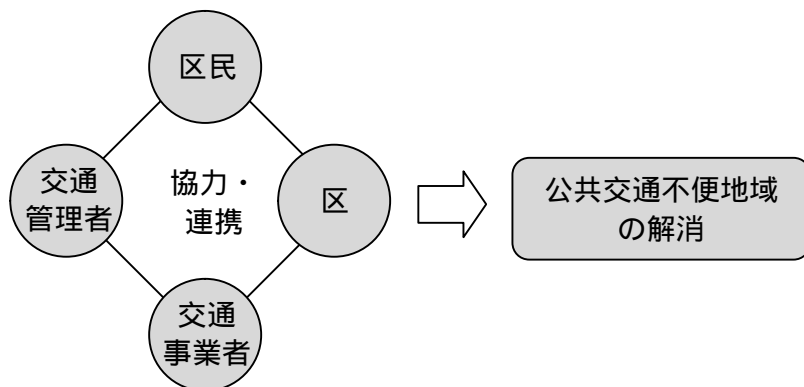 区民
交通
管理者
協力・
連携
区
交通
事業者
公共交通不便地域
の解消